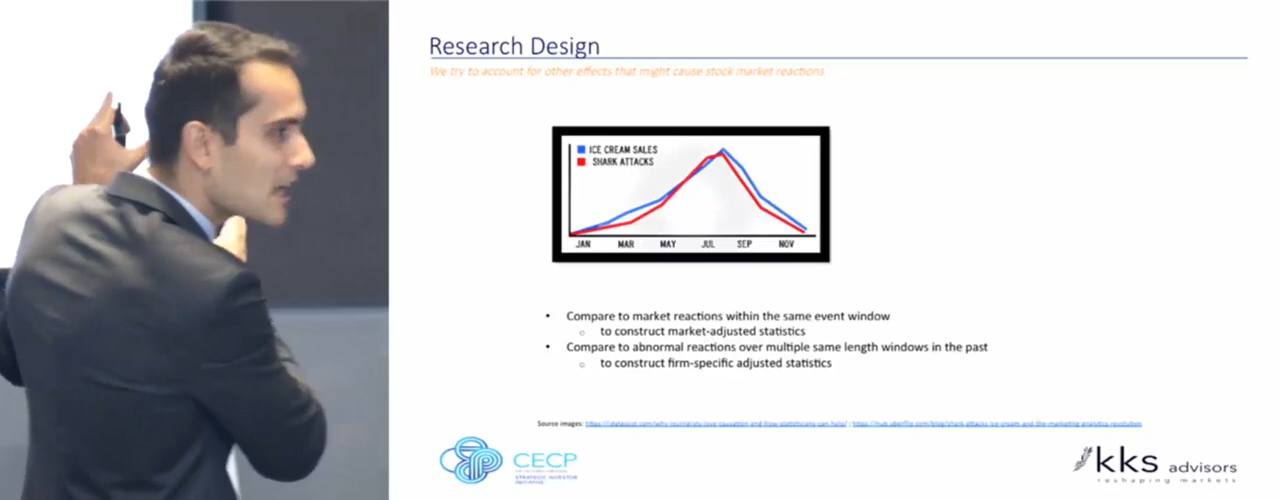 Research Design
We try to account for other effects that might cause stock market reactions
ICE CREAM SALES
SHARK ATTACKS
JAN MAR MAY JUL SEP NOV
• Compare to market reactions within the same event window
o to construct market-adjusted statistics
• Compare to abnormal reactions over multiple same length windows in the past
o to construct firm-specific adjusted statistics
Source images:
CECP
STRATEGIC INVESTOR
INITIATIVE
kks advisors
reshaping markets